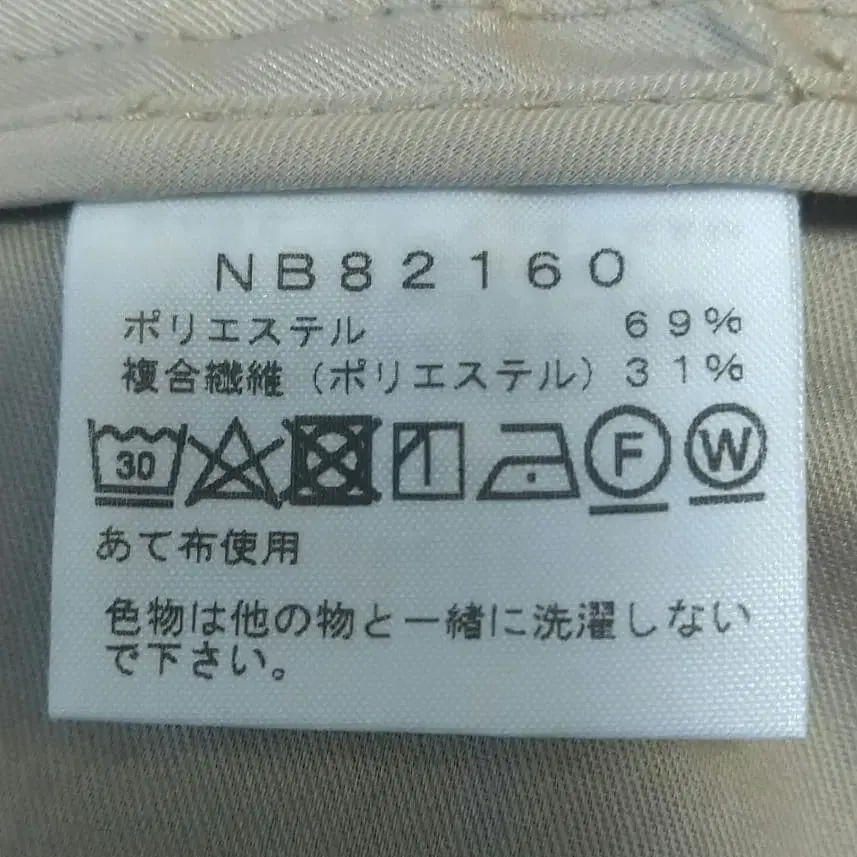 NB82160
ポリエステル 69%
複合繊維（ポリエステル）31%
30 F W
あて布使用
色物は他の物と一緒に洗濯しない
で下さい。